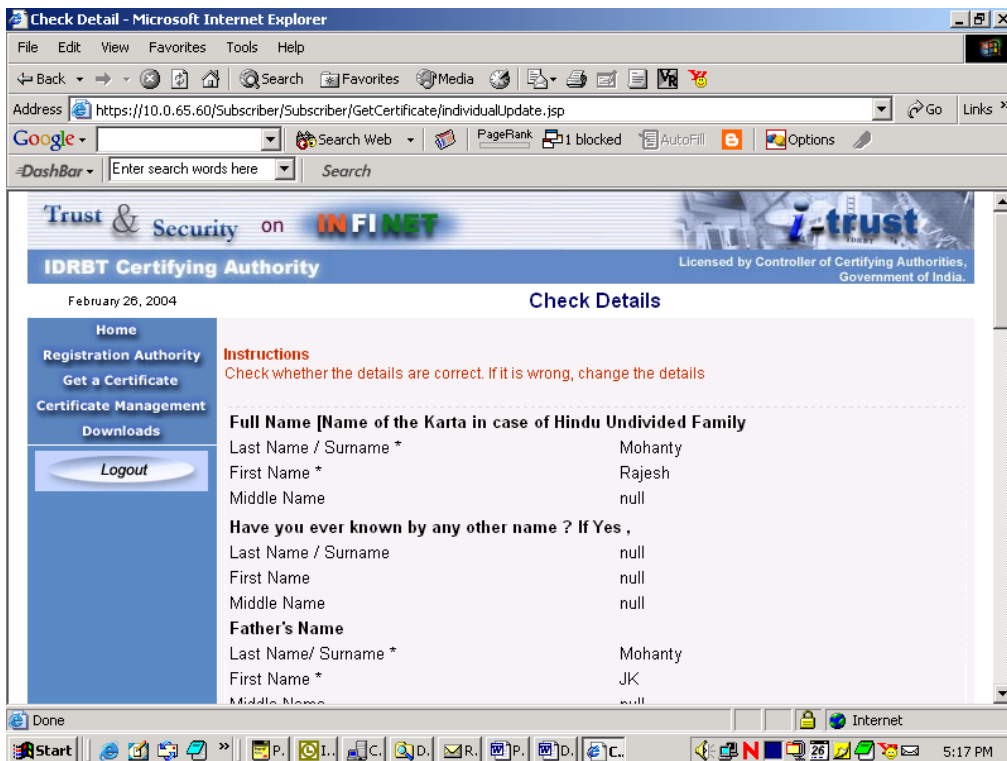 Check Detail - Microsoft Internet Explorer
File Edit View Favorites Tools Help
Back Search Favorites Media
Address https://10.0.65.60/Subscriber/Subscriber/GetCertificate/individualUpdate.jsp Go Links »
Google Search Web PageRank 1 blocked AutoFill Options
DashBar Enter search words here Search
Trust & Security on INFINET i-trust
IDRBT
IDRBT Certifying Authority Licensed by Controller of Certifying Authorities,
Government of India.
February 26, 2004 Check Details
Home
Registration Authority
Get a Certificate
Certificate Management
Downloads
Logout
Instructions
Check whether the details are correct. If it is wrong, change the details
Full Name [Name of the Karta in case of Hindu Undivided Family
Last Name / Surname * Mohanty
First Name * Rajesh
Middle Name null
Have you ever known by any other name ? If Yes ,
Last Name / Surname null
First Name null
Middle Name null
Father's Name
Last Name/ Surname * Mohanty
First Name * JK
Middle Name null
Done Internet
Start » P.. I.. C.. D.. R.. P.. D.. C.. N 26 5:17 PM